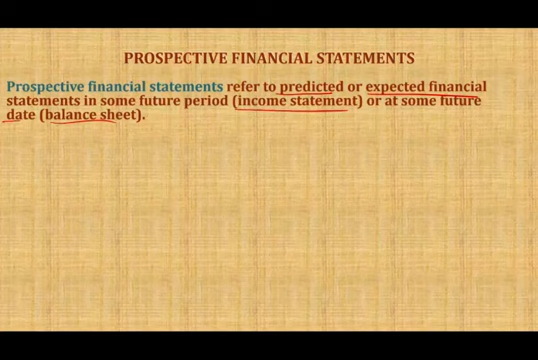 PROSPECTIVE FINANCIAL STATEMENTS
Prospective financial statements refer to predicted or expected financial
statements in some future period (income statement) or at some future
date (balance sheet).